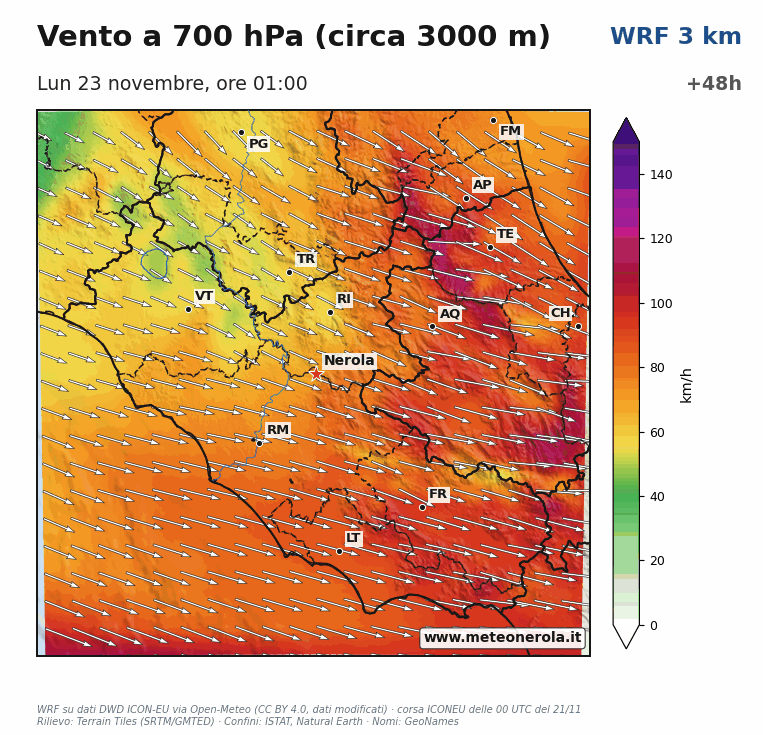 Vento a 700 hPa (circa 3000 m)
WRF 3 km
Lun 23 novembre, ore 01:00
+48h
PG
FM
AP
TE
TR
VT
RI
AQ
CH
Nerola
RM
FR
LT
www.meteonerola.it
140
120
100
80
60
40
20
0
km/h
WRF su dati DWD ICON-EU via Open-Meteo (CC BY 4.0, dati modificati) · corsa ICONEU delle 00 UTC del 21/11
Rilievo: Terrain Tiles (SRTM/GMTED) · Confini: ISTAT, Natural Earth · Nomi: GeoNames